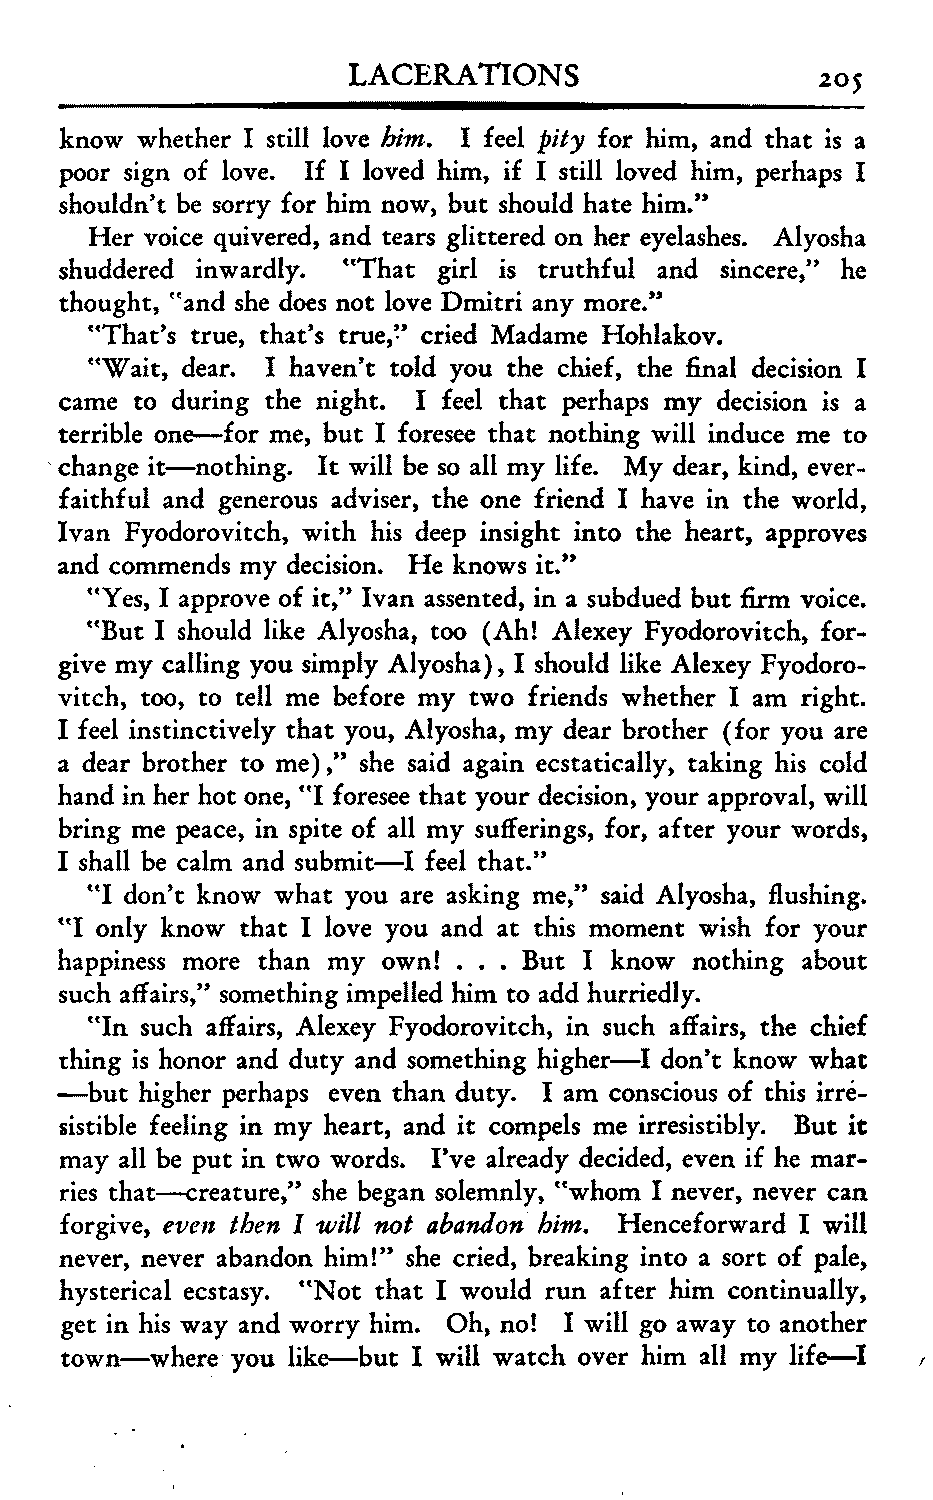 LACERATIONS 205
know whether I still love him. I feel pity for him, and that is a
poor sign of love. If I loved him, if I still loved him, perhaps I
shouldn't be sorry for him now, but should hate him."
Her voice quivered, and tears glittered on her eyelashes. Alyosha
shuddered inwardly. "That girl is truthful and sincere," he
thought, "and she does not love Dmitri any more."
"That's true, that's true," cried Madame Hohlakov.
"Wait, dear. I haven't told you the chief, the final decision I
came to during the night. I feel that perhaps my decision is a
terrible one—for me, but I foresee that nothing will induce me to
change it—nothing. It will be so all my life. My dear, kind, ever-
faithful and generous adviser, the one friend I have in the world,
Ivan Fyodorovitch, with his deep insight into the heart, approves
and commends my decision. He knows it."
"Yes, I approve of it," Ivan assented, in a subdued but firm voice.
"But I should like Alyosha, too (Ah! Alexey Fyodorovitch, for-
give my calling you simply Alyosha), I should like Alexey Fyodoro-
vitch, too, to tell me before my two friends whether I am right.
I feel instinctively that you, Alyosha, my dear brother (for you are
a dear brother to me)," she said again ecstatically, taking his cold
hand in her hot one, "I foresee that your decision, your approval, will
bring me peace, in spite of all my sufferings, for, after your words,
I shall be calm and submit—I feel that."
"I don't know what you are asking me," said Alyosha, flushing.
"I only know that I love you and at this moment wish for your
happiness more than my own! . . . But I know nothing about
such affairs," something impelled him to add hurriedly.
"In such affairs, Alexey Fyodorovitch, in such affairs, the chief
thing is honor and duty and something higher—I don't know what
—but higher perhaps even than duty. I am conscious of this irre-
sistible feeling in my heart, and it compels me irresistibly. But it
may all be put in two words. I've already decided, even if he mar-
ries that—creature," she began solemnly, "whom I never, never can
forgive, even then I will not abandon him. Henceforward I will
never, never abandon him!" she cried, breaking into a sort of pale,
hysterical ecstasy. "Not that I would run after him continually,
get in his way and worry him. Oh, no! I will go away to another
town—where you like—but I will watch over him all my life—I